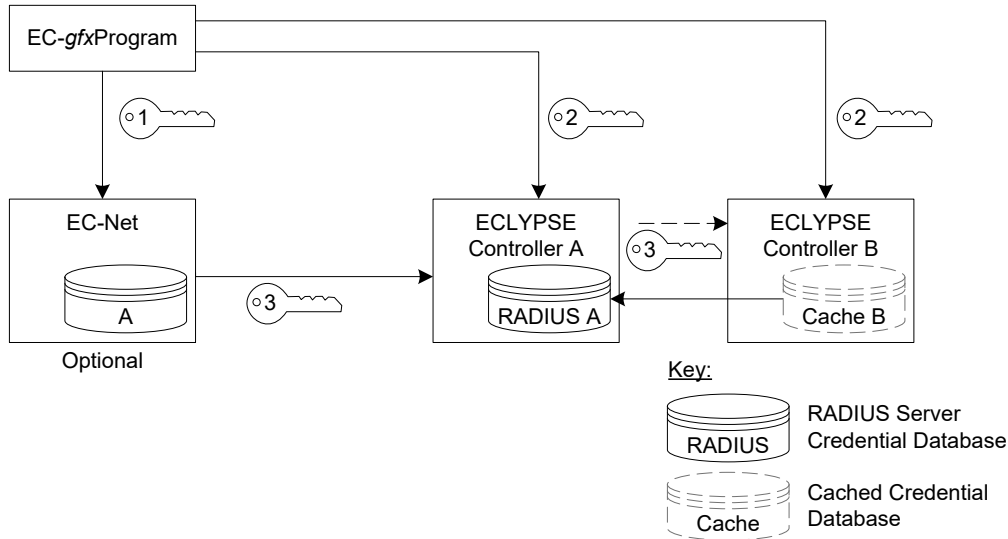 EC-gfxProgram
1
2
2
EC-Net
ECLYPSE
Controller A
ECLYPSE
Controller B
3
3
A
RADIUS A
Cache B
Optional
Key:
RADIUS
RADIUS Server
Credential Database
Cache
Cached Credential
Database